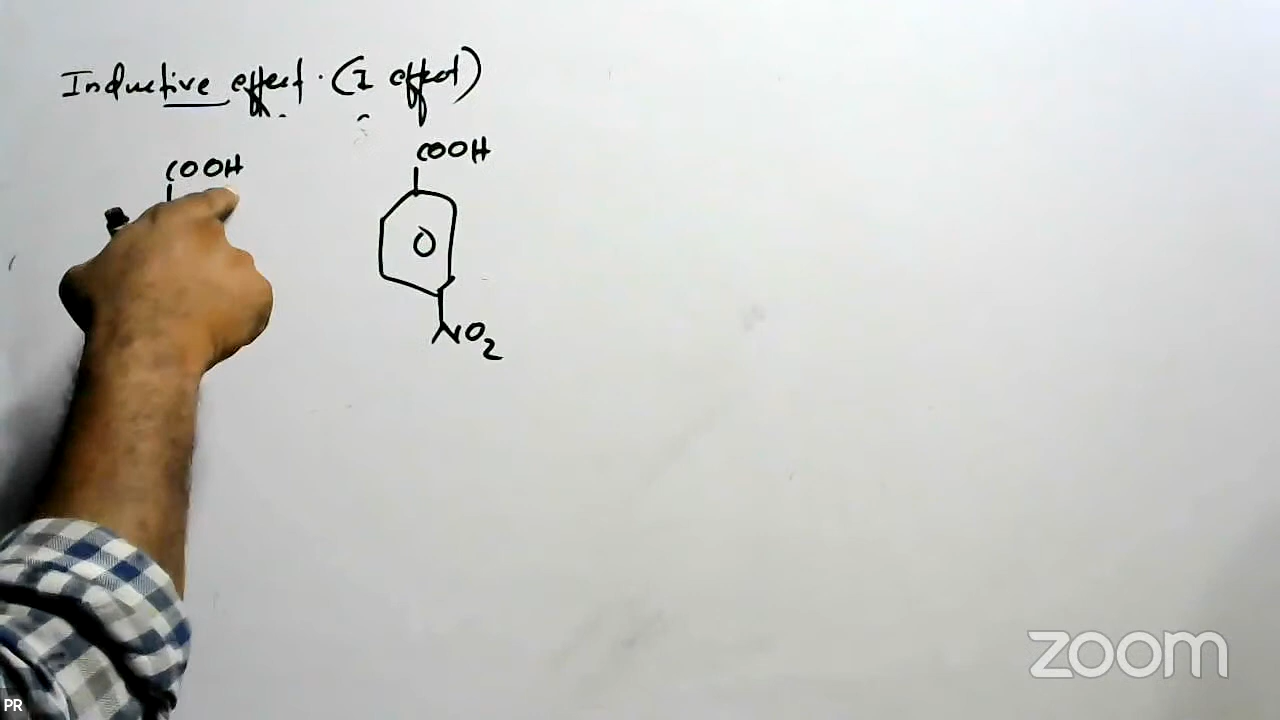 Inductive effect. (I effect)
COOH
COOH
NO2
zoom
PR